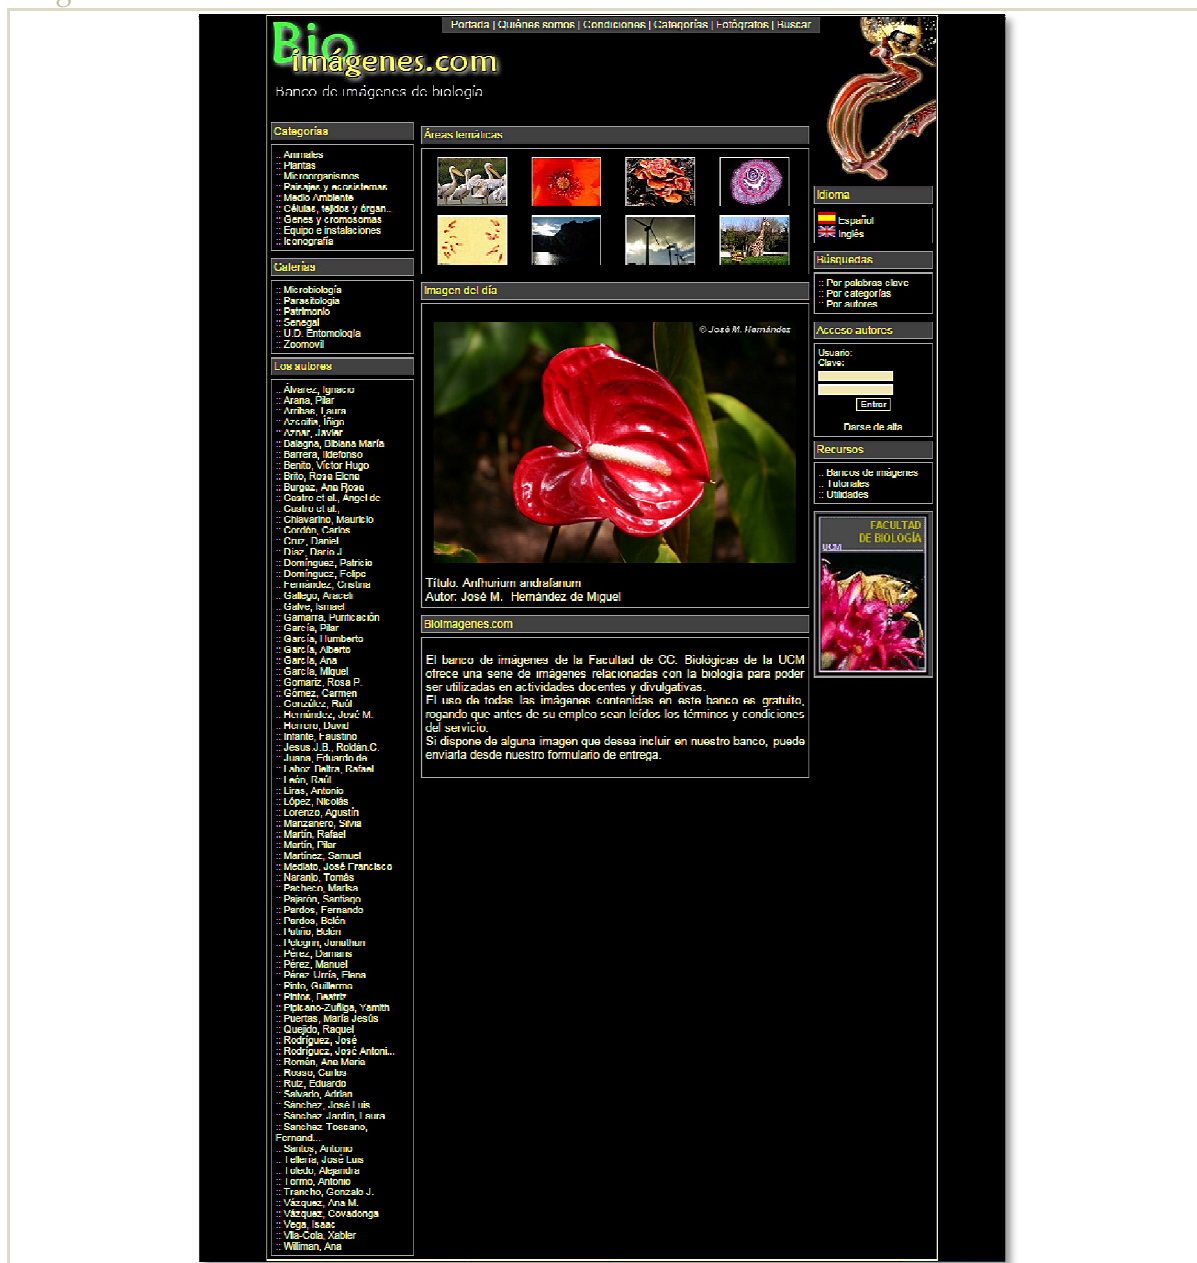 Portada | Quiénes somos | Condiciones | Categorías | Fotógrafos | Buscar
Bio
imágenes.com
Banco de imágenes de biología
Categorías
:: Animales
:: Plantas
:: Microorganismos
:: Paisajes y ecosistemas
:: Medio Ambiente
:: Células, tejidos y órgan..
:: Genes y cromosomas
:: Equipo e instalaciones
:: Iconografía
Galerías
:: Microbiología
:: Parasitología
:: Patrimonio
:: Senegal
:: U.D. Entomología
:: Zoomovil
Los autores
:: Álvarez, Ignacio
:: Arana, Pilar
:: Arribas, Laura
:: Azcoitia, Íñigo
:: Aznar, Javier
:: Balagna, Bibiana María
:: Barrera, Ildefonso
:: Benito, Víctor Hugo
:: Brito, Rosa Elena
:: Burgaz, Ana Rosa
:: Castro et al., Angel de
:: Castro et al.,
:: Chiavarino, Mauricio
:: Cordón, Carlos
:: Cruz, Daniel
:: Díaz, Darío J.
:: Domínguez, Patricio
:: Domínguez, Felipe
:: Fernández, Cristina
:: Gallego, Araceli
:: Galve, Ismael
:: Gamarra, Purificación
:: García, Pilar
:: García, Humberto
:: García, Alberto
:: García, Ana
:: García, Miguel
:: Gomariz, Rosa P.
:: Gómez, Carmen
:: González, Raúl
:: Hernández, José M.
:: Herrero, David
:: Infante, Faustino
:: Jesus.J.B., Roldán.C.
:: Juana, Eduardo de
:: Lahoz Beltra, Rafael
:: León, Raúl
:: Liras, Antonio
:: López, Nicolás
:: Lorenzo, Agustín
:: Manzanero, Silvia
:: Martín, Rafael
:: Martín, Pilar
:: Martínez, Samuel
:: Mediato, José Francisco
:: Naranjo, Tomás
:: Pacheco, Marisa
:: Pajarón, Santiago
:: Pardos, Fernando
:: Pardos, Belén
:: Patiño, Belén
:: Pelegrin, Jonathan
:: Pérez, Damaris
:: Pérez, Manuel
:: Pérez Urría, Elena
:: Pinto, Guillermo
:: Pintos, Beatriz
:: Pipicano-Zuñiga, Yamith
:: Puertas, María Jesús
:: Quejido, Raquel
:: Rodríguez, José
:: Rodríguez, José Antoni...
:: Román, Ana María
:: Rosso, Carlos
:: Ruiz, Eduardo
:: Salvado, Adrian
:: Sánchez, José Luis
:: Sánchez Jardín, Laura
:: Sanchez Toscano,
Fernand...
:: Santos, Antonio
:: Tellería, José Luis
:: Toledo, Alejandra
:: Tormo, Antonio
:: Trancho, Gonzalo J.
:: Vázquez, Ana M.
:: Vázquez, Covadonga
:: Vega, Isaac
:: Vila-Cola, Xabier
:: Williman, Ana
Áreas temáticas
Imagen del día
© José M. Hernández
Título: Anthurium andrafanum
Autor: José M. Hernández de Miguel
BioImagenes.com
El banco de imágenes de la Facultad de CC. Biológicas de la UCM
ofrece una serie de imágenes relacionadas con la biología para poder
ser utilizadas en actividades docentes y divulgativas.
El uso de todas las imágenes contenidas en este banco es gratuito,
rogando que antes de su empleo sean leídos los términos y condiciones
del servicio.
Si dispone de alguna imagen que desea incluir en nuestro banco, puede
enviarla desde nuestro formulario de entrega.
Idioma
Español
Inglés
Búsquedas
:: Por palabras clave
:: Por categorías
:: Por autores
Acceso autores
Usuario:
Clave:
Entrar
Darse de alta
Recursos
:: Bancos de imágenes
:: Tutoriales
:: Utilidades
FACULTAD
DE BIOLOGÍA
UCM